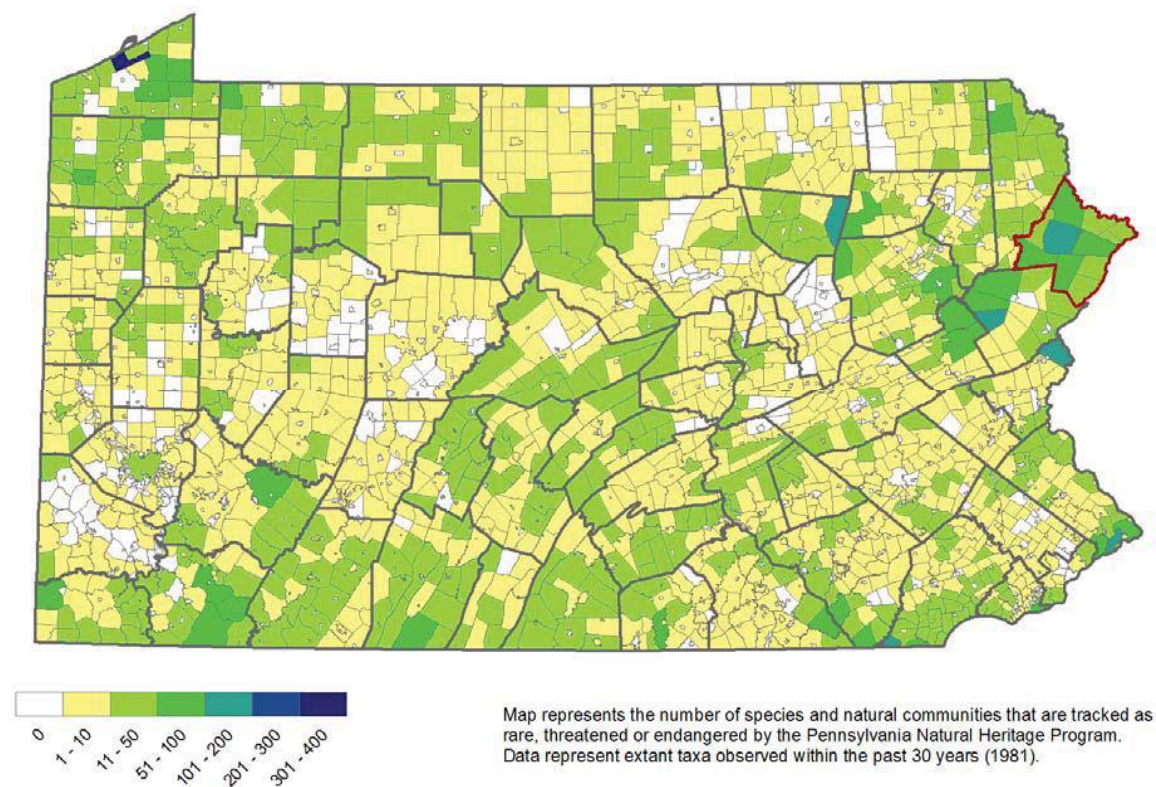 0
1 - 10
11 - 50
51 - 100
101 - 200
201 - 300
301 - 400
Map represents the number of species and natural communities that are tracked as
rare, threatened or endangered by the Pennsylvania Natural Heritage Program.
Data represent extant taxa observed within the past 30 years (1981).